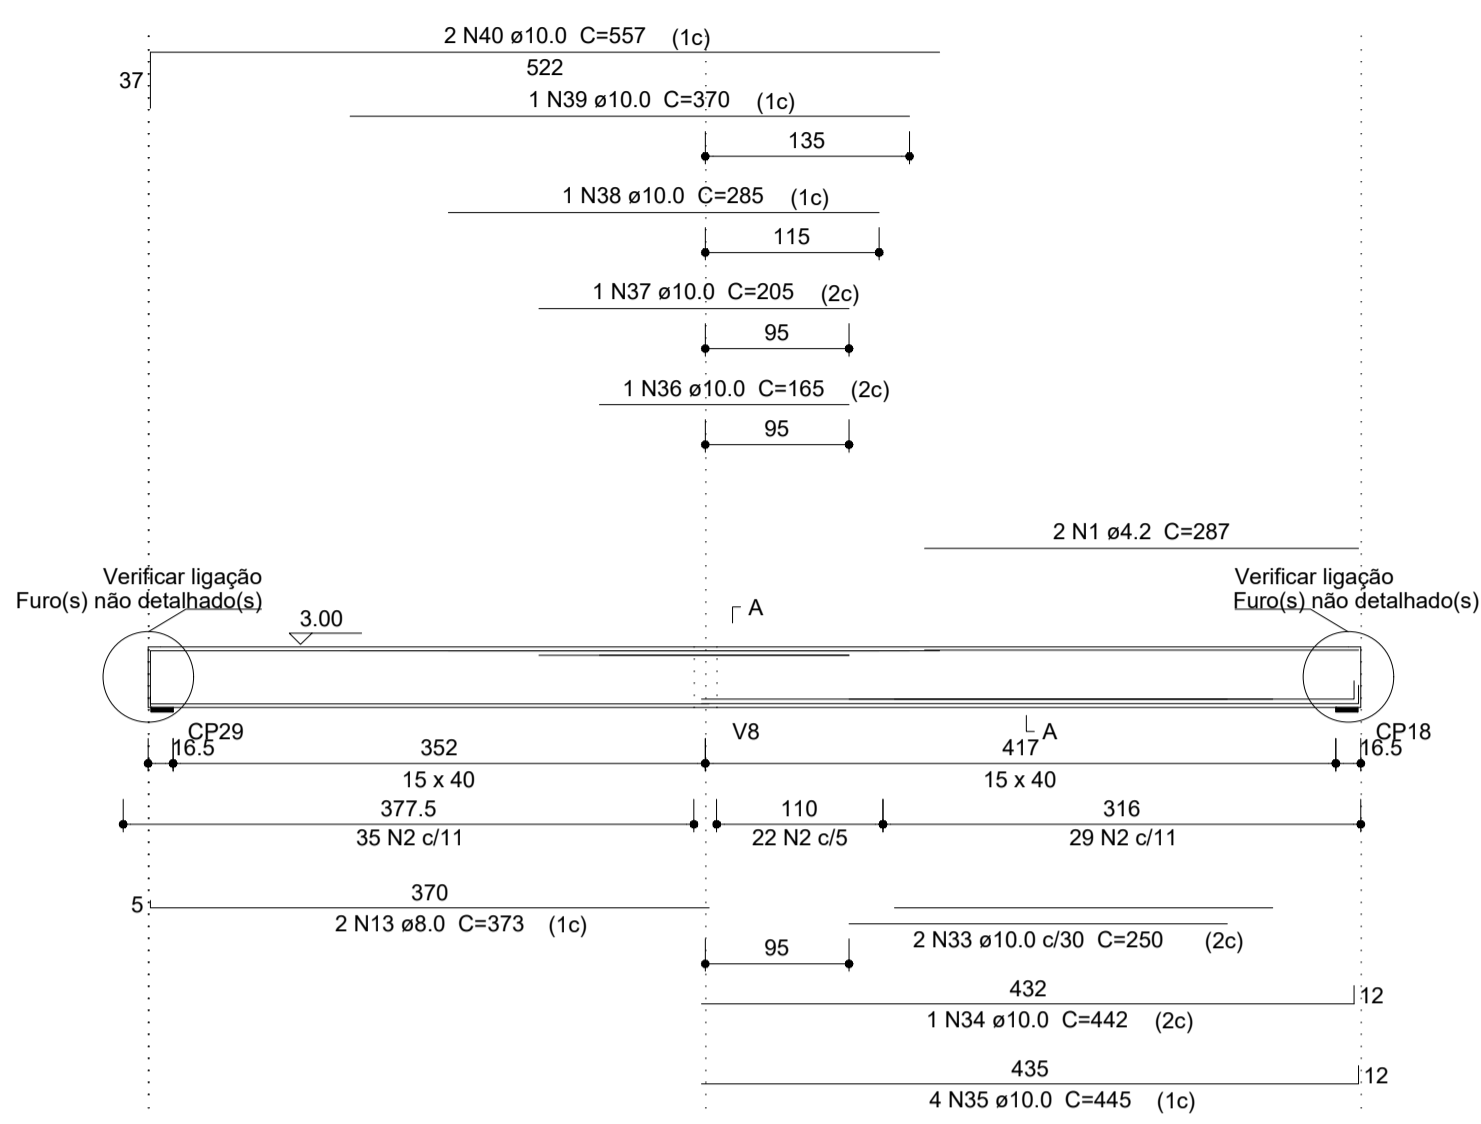 2 N40 ø10.0 C=557 (1c)
37
522
1 N39 ø10.0 C=370 (1c)
135
1 N38 ø10.0 C=285 (1c)
115
1 N37 ø10.0 C=205 (2c)
95
1 N36 ø10.0 C=165 (2c)
95
2 N1 ø4.2 C=287
Verificar ligação
Furo(s) não detalhado(s)
Verificar ligação
Furo(s) não detalhado(s)
3.00
A
CP29
V8
A
CP18
16.5
352
417
16.5
15 x 40
15 x 40
377.5
110
316
35 N2 c/11
22 N2 c/5
29 N2 c/11
5
370
2 N13 ø8.0 C=373 (1c)
2 N33 ø10.0 c/30 C=250 (2c)
95
432
12
1 N34 ø10.0 C=442 (2c)
435
12
4 N35 ø10.0 C=445 (1c)